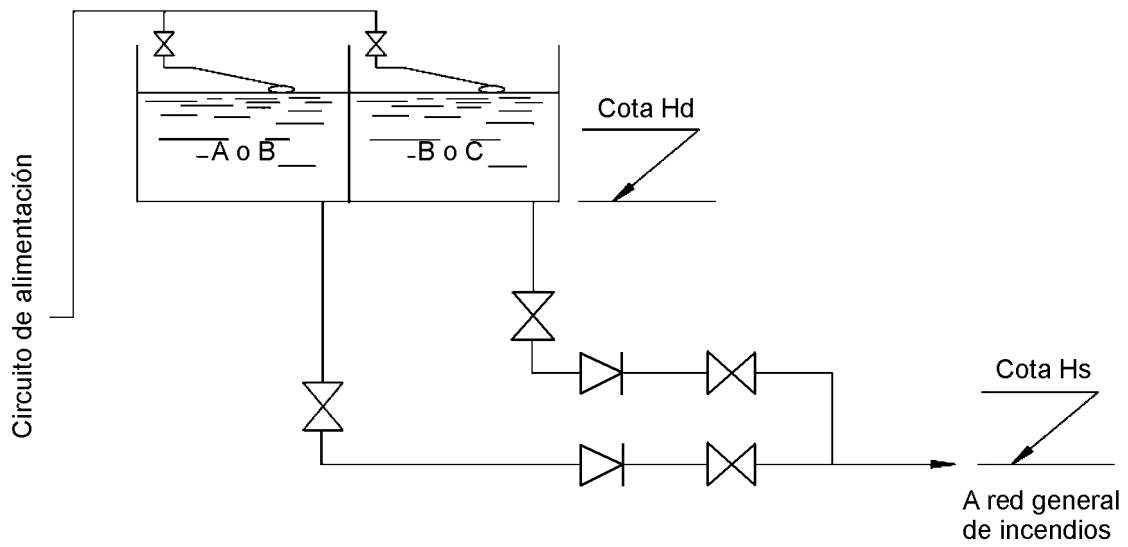 Circuito de alimentación
A o B
B o C
Cota Hd
Cota Hs
A red general
de incendios